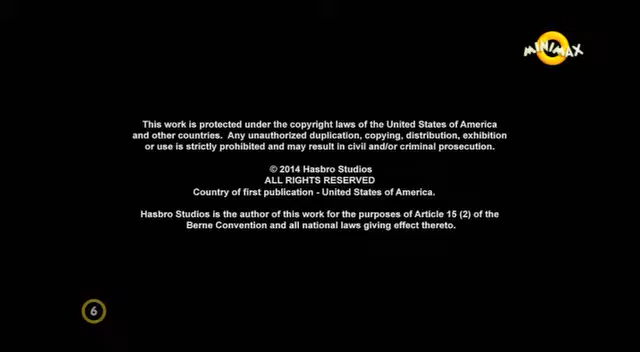 MINIMAX
This work is protected under the copyright laws of the United States of America
and other countries. Any unauthorized duplication, copying, distribution, exhibition
or use is strictly prohibited and may result in civil and/or criminal prosecution.
© 2014 Hasbro Studios
ALL RIGHTS RESERVED
Country of first publication - United States of America.
Hasbro Studios is the author of this work for the purposes of Article 15 (2) of the
Berne Convention and all national laws giving effect thereto.
6